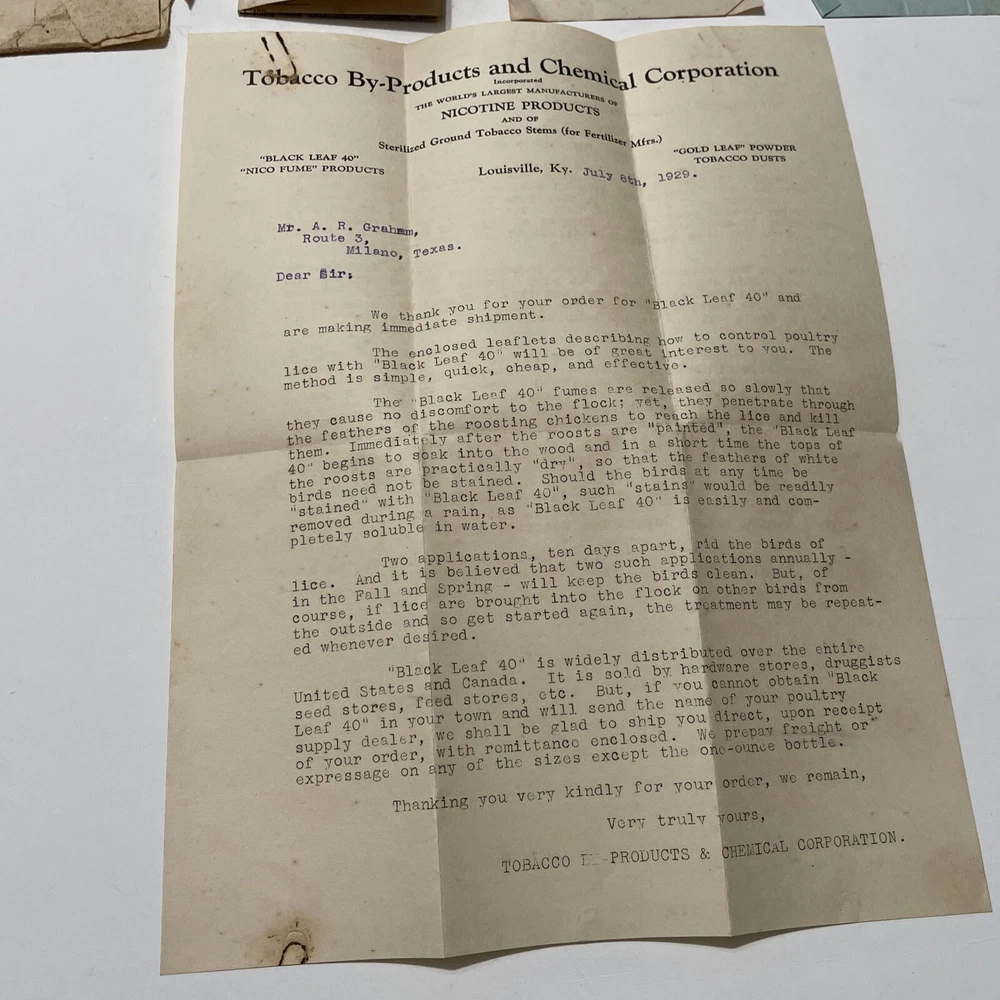 Tobacco By-Products and Chemical Corporation
Incorporated
THE WORLD'S LARGEST MANUFACTURERS OF
NICOTINE PRODUCTS
AND OF
Sterilized Ground Tobacco Stems (for Fertilizer Mfrs.)
"BLACK LEAF 40"
"NICO FUME" PRODUCTS
"GOLD LEAF" POWDER
TOBACCO DUSTS
Louisville, Ky. July 8th, 1929.
Mr. A. R. Graham,
Route 3,
Milano, Texas.
Dear Sir;
We thank you for your order for "Black Leaf 40" and
are making immediate shipment.
The enclosed leaflets describing how to control poultry
lice with "Black Leaf 40" will be of great interest to you. The
method is simple, quick, cheap, and effective.
The "Black Leaf 40" fumes are released so slowly that
they cause no discomfort to the flock; yet, they penetrate through
the feathers of the roosting chickens to reach the lice and kill
them. Immediately after the roosts are "painted", the "Black Leaf
40" begins to soak into the wood and in a short time the tops of
the roosts are practically "dry", so that the feathers of white
birds need not be stained. Should the birds at any time be
"stained" with "Black Leaf 40", such "stains" would be readily
removed during a rain, as "Black Leaf 40" is easily and com-
pletely soluble in water.
Two applications, ten days apart, rid the birds of
lice. And it is believed that two such applications annually -
in the Fall and Spring - will keep the birds clean. But, of
course, if lice are brought into the flock on other birds from
the outside and so get started again, the treatment may be repeat-
ed whenever desired.
"Black Leaf 40" is widely distributed over the entire
United States and Canada. It is sold by hardware stores, druggists
seed stores, feed stores, etc. But, if you cannot obtain "Black
Leaf 40" in your town and will send the name of your poultry
supply dealer, we shall be glad to ship you direct, upon receipt
of your order, with remittance enclosed. We prepay freight or
expressage on any of the sizes except the one-ounce bottle.
Thanking you very kindly for your order, we remain,
Very truly yours,
TOBACCO BY-PRODUCTS & CHEMICAL CORPORATION.